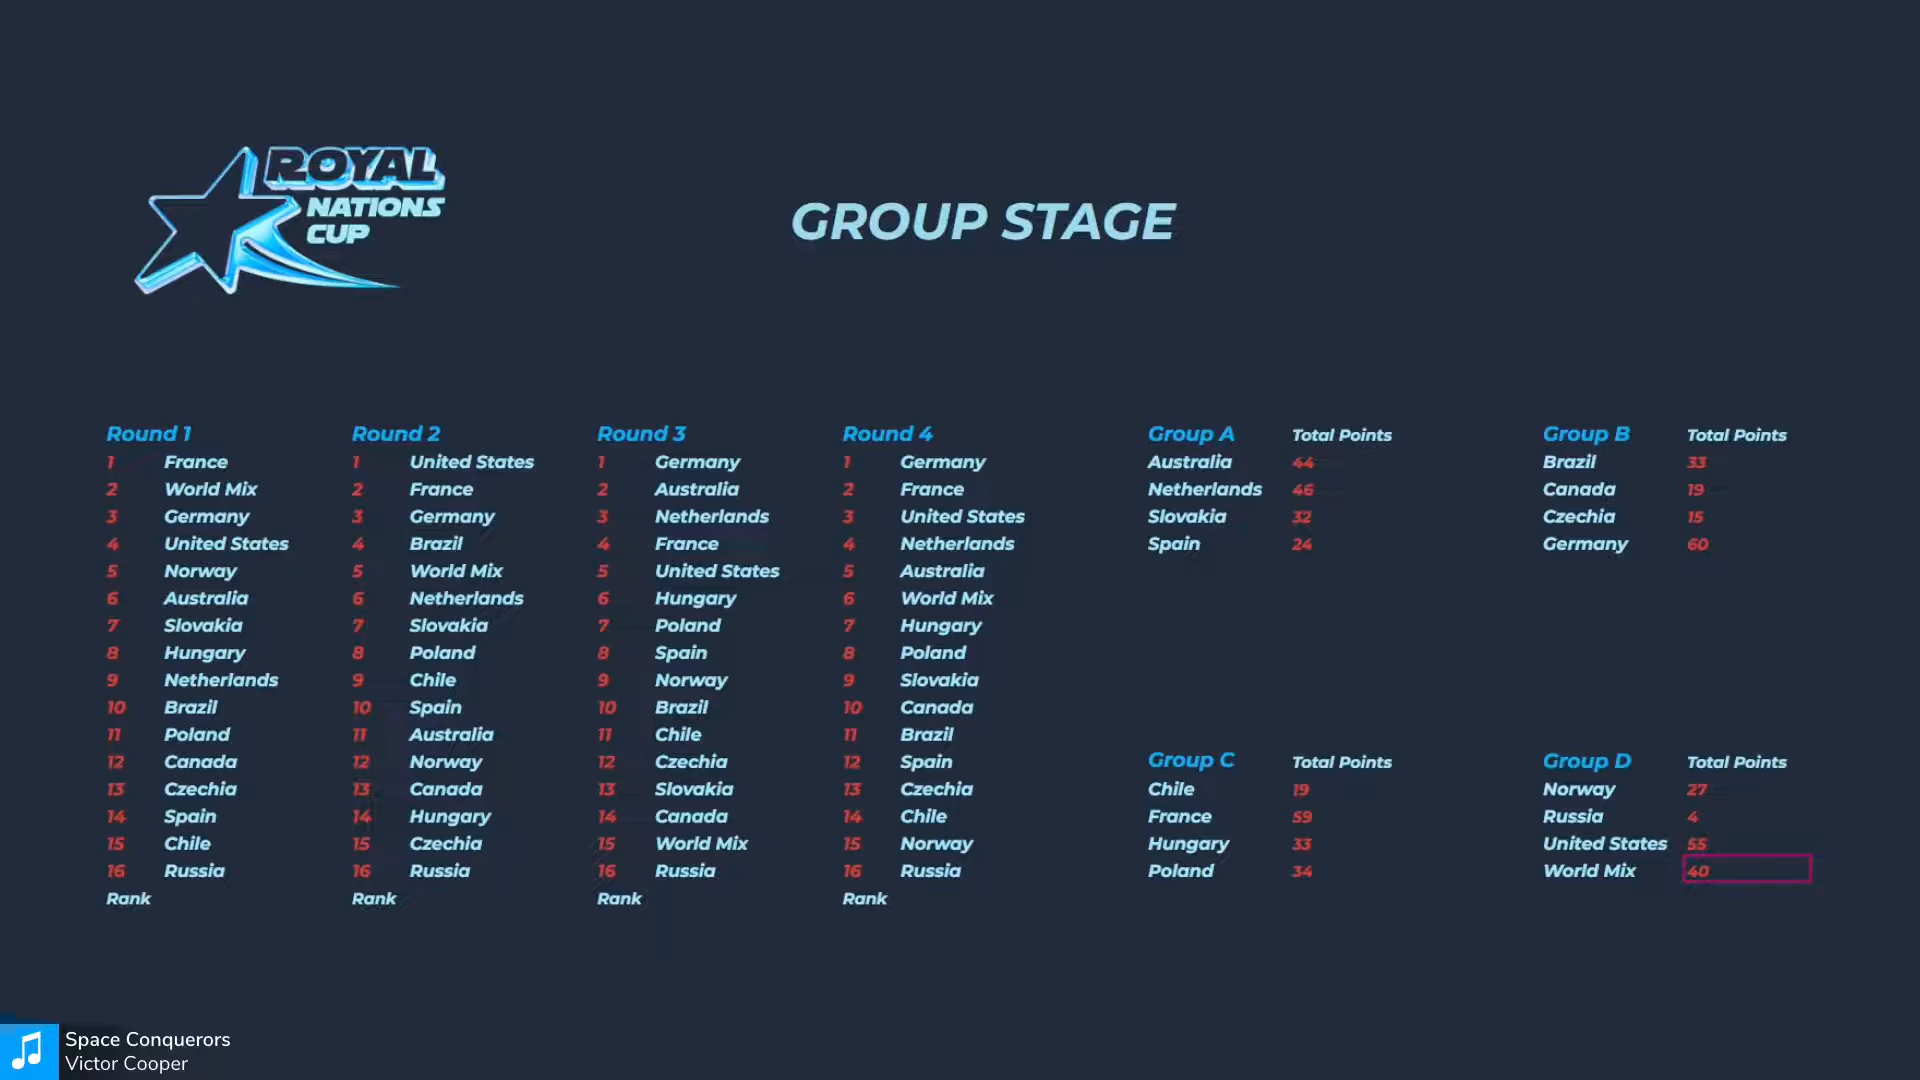 ROYAL
NATIONS
CUP
GROUP STAGE
Round 1
1 France
2 World Mix
3 Germany
4 United States
5 Norway
6 Australia
7 Slovakia
8 Hungary
9 Netherlands
10 Brazil
11 Poland
12 Canada
13 Czechia
14 Spain
15 Chile
16 Russia
Rank
Round 2
1 United States
2 France
3 Germany
4 Brazil
5 World Mix
6 Netherlands
7 Slovakia
8 Poland
9 Chile
10 Spain
11 Australia
12 Norway
13 Canada
14 Hungary
15 Czechia
16 Russia
Rank
Round 3
1 Germany
2 Australia
3 Netherlands
4 France
5 United States
6 Hungary
7 Poland
8 Spain
9 Norway
10 Brazil
11 Chile
12 Czechia
13 Slovakia
14 Canada
15 World Mix
16 Russia
Rank
Round 4
1 Germany
2 France
3 United States
4 Netherlands
5 Australia
6 World Mix
7 Hungary
8 Poland
9 Slovakia
10 Canada
11 Brazil
12 Spain
13 Czechia
14 Chile
15 Norway
16 Russia
Rank
Group A Total Points
Australia 44
Netherlands 46
Slovakia 32
Spain 24
Group B Total Points
Brazil 33
Canada 19
Czechia 15
Germany 60
Group C Total Points
Chile 19
France 59
Hungary 33
Poland 34
Group D Total Points
Norway 27
Russia 4
United States 55
World Mix 40
Space Conquerors
Victor Cooper